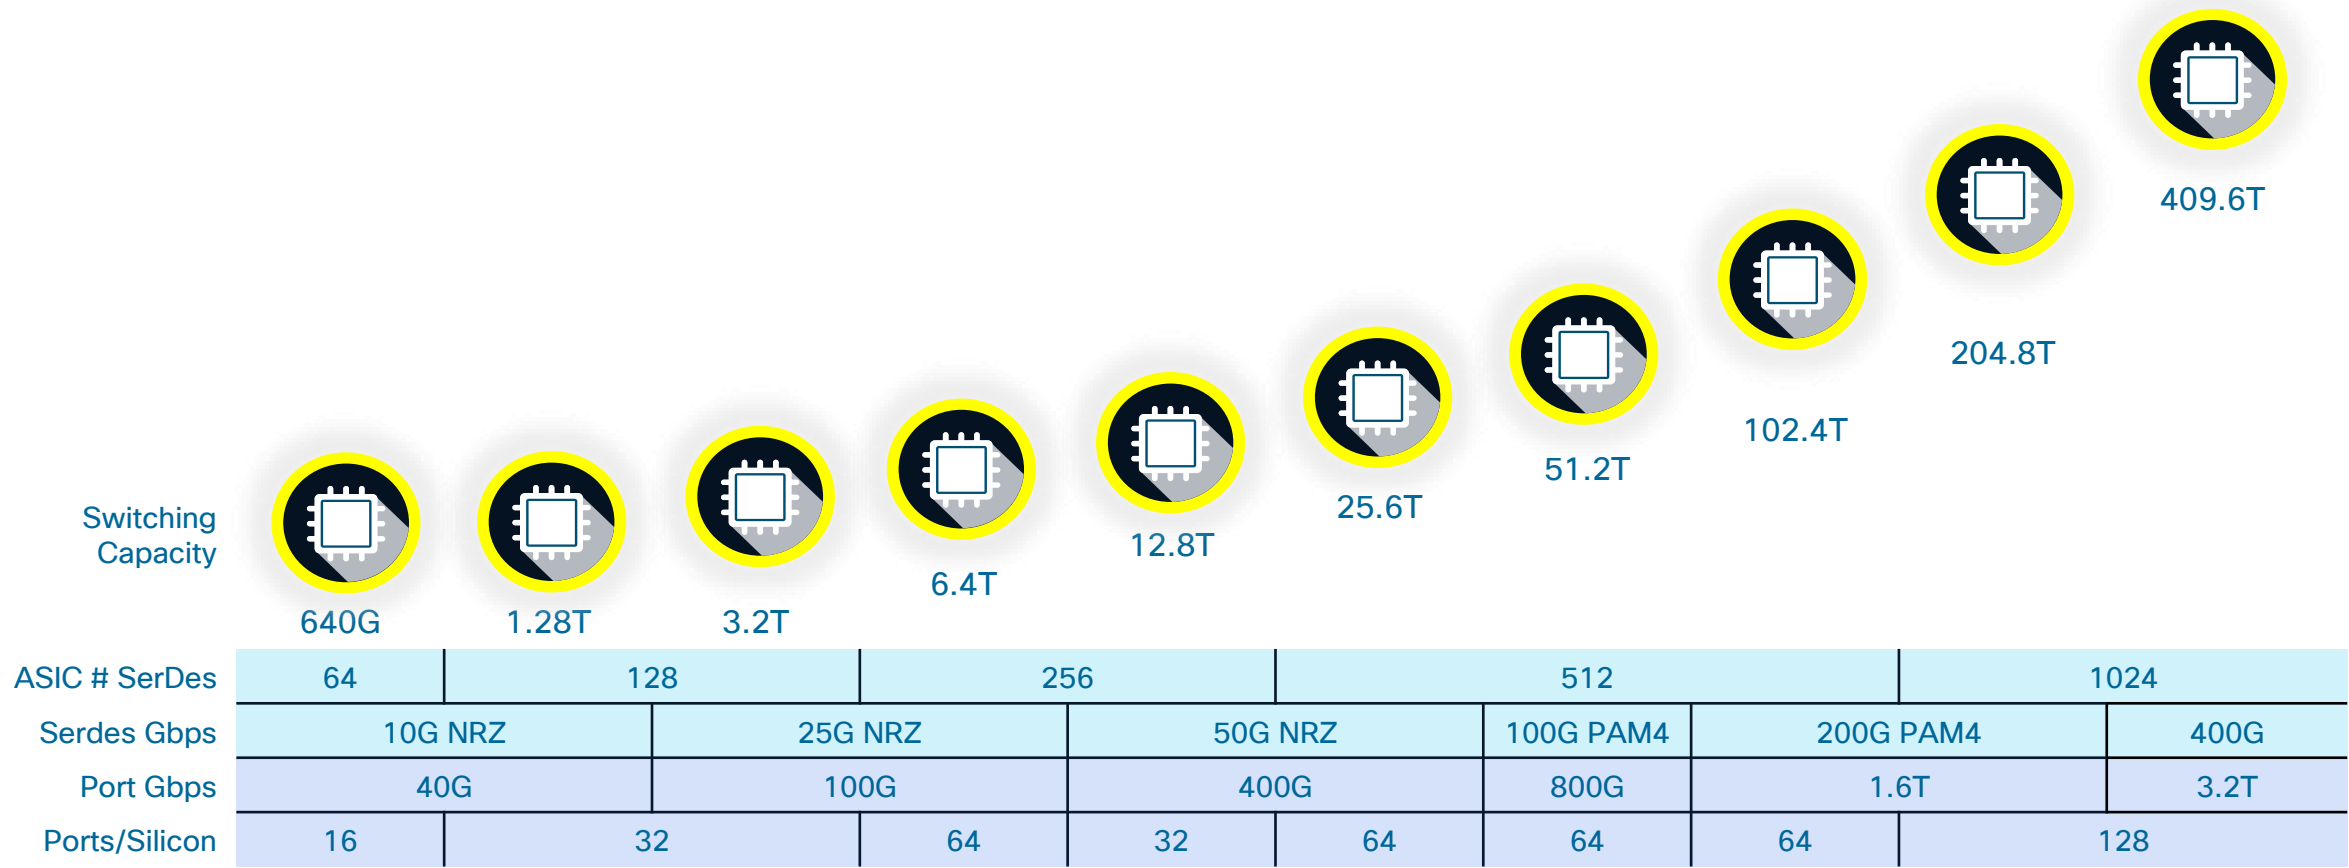 409.6T
204.8T
102.4T
51.2T
25.6T
12.8T
6.4T
Switching
Capacity
640G 1.28T 3.2T
ASIC # SerDes 64 128 256 512 1024
Serdes Gbps 10G NRZ 25G NRZ 50G NRZ 100G PAM4 200G PAM4 400G
Port Gbps 40G 100G 400G 800G 1.6T 3.2T
Ports/Silicon 16 32 64 32 64 64 64 128